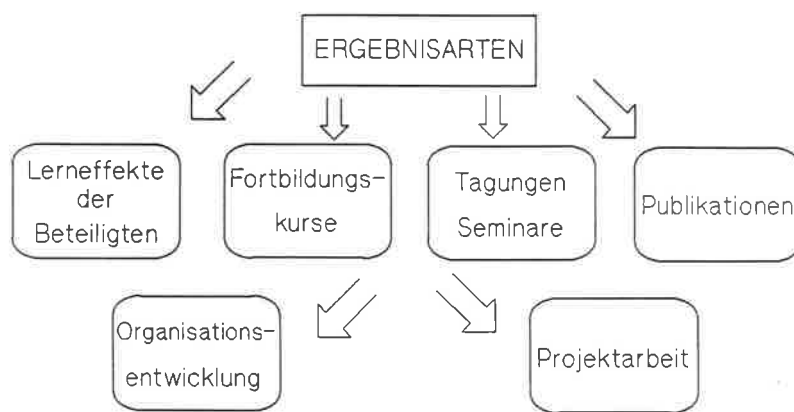 ERGEBNISARTEN
Lerneffekte
der
Beteiligten
Fortbildungs-
kurse
Tagungen
Seminare
Publikationen
Organisations-
entwicklung
Projektarbeit